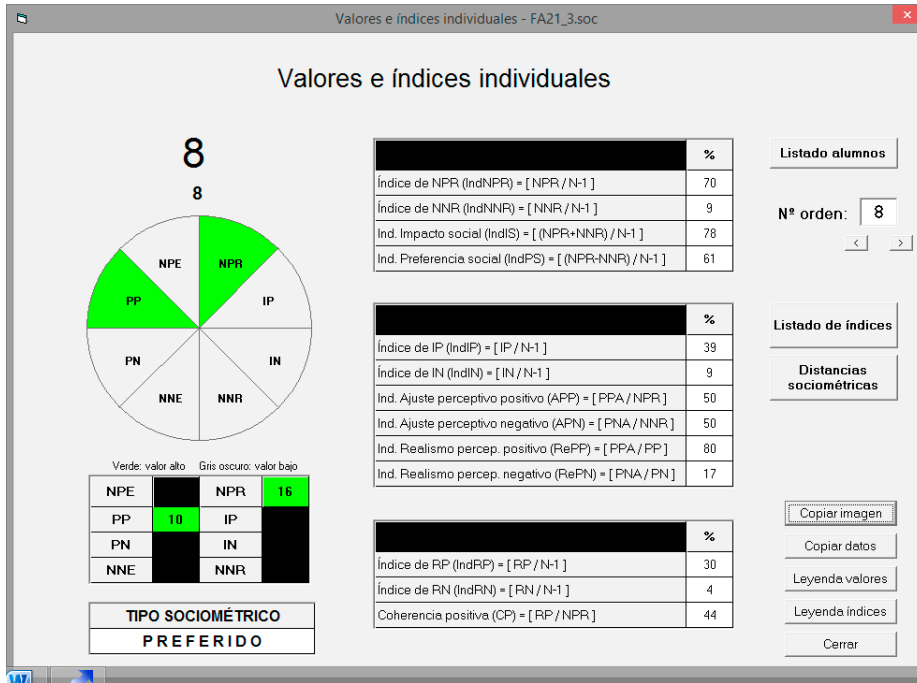 Valores e índices individuales - FA21_3.soc
Valores e índices individuales
8
8
NPE NPR
PP IP
PN IN
NNE NNR
Verde: valor alto Gris oscuro: valor bajo
NPE NPR 16
PP 10 IP
PN IN
NNE NNR
TIPO SOCIOMÉTRICO
PREFERIDO
%
Índice de NPR (IndNPR) = [ NPR / N-1 ] 70
Índice de NNR (IndNNR) = [ NNR / N-1 ] 9
Ind. Impacto social (IndIS) = [ (NPR+NNR) / N-1 ] 78
Ind. Preferencia social (IndPS) = [ (NPR-NNR) / N-1 ] 61
%
Índice de IP (IndIP) = [ IP / N-1 ] 39
Índice de IN (IndIN) = [ IN / N-1 ] 9
Ind. Ajuste perceptivo positivo (APP) = [ PPA / NPR ] 50
Ind. Ajuste perceptivo negativo (APN) = [ PNA / NNR ] 50
Ind. Realismo percep. positivo (RePP) = [ PPA / PP ] 80
Ind. Realismo percep. negativo (RePN) = [ PNA / PN ] 17
%
Índice de RP (IndRP) = [ RP / N-1 ] 30
Índice de RN (IndRN) = [ RN / N-1 ] 4
Coherencia positiva (CP) = [ RP / NPR ] 44
Listado alumnos
Nº orden: 8
< >
Listado de índices
Distancias
sociométricas
Copiar imagen
Copiar datos
Leyenda valores
Leyenda índices
Cerrar